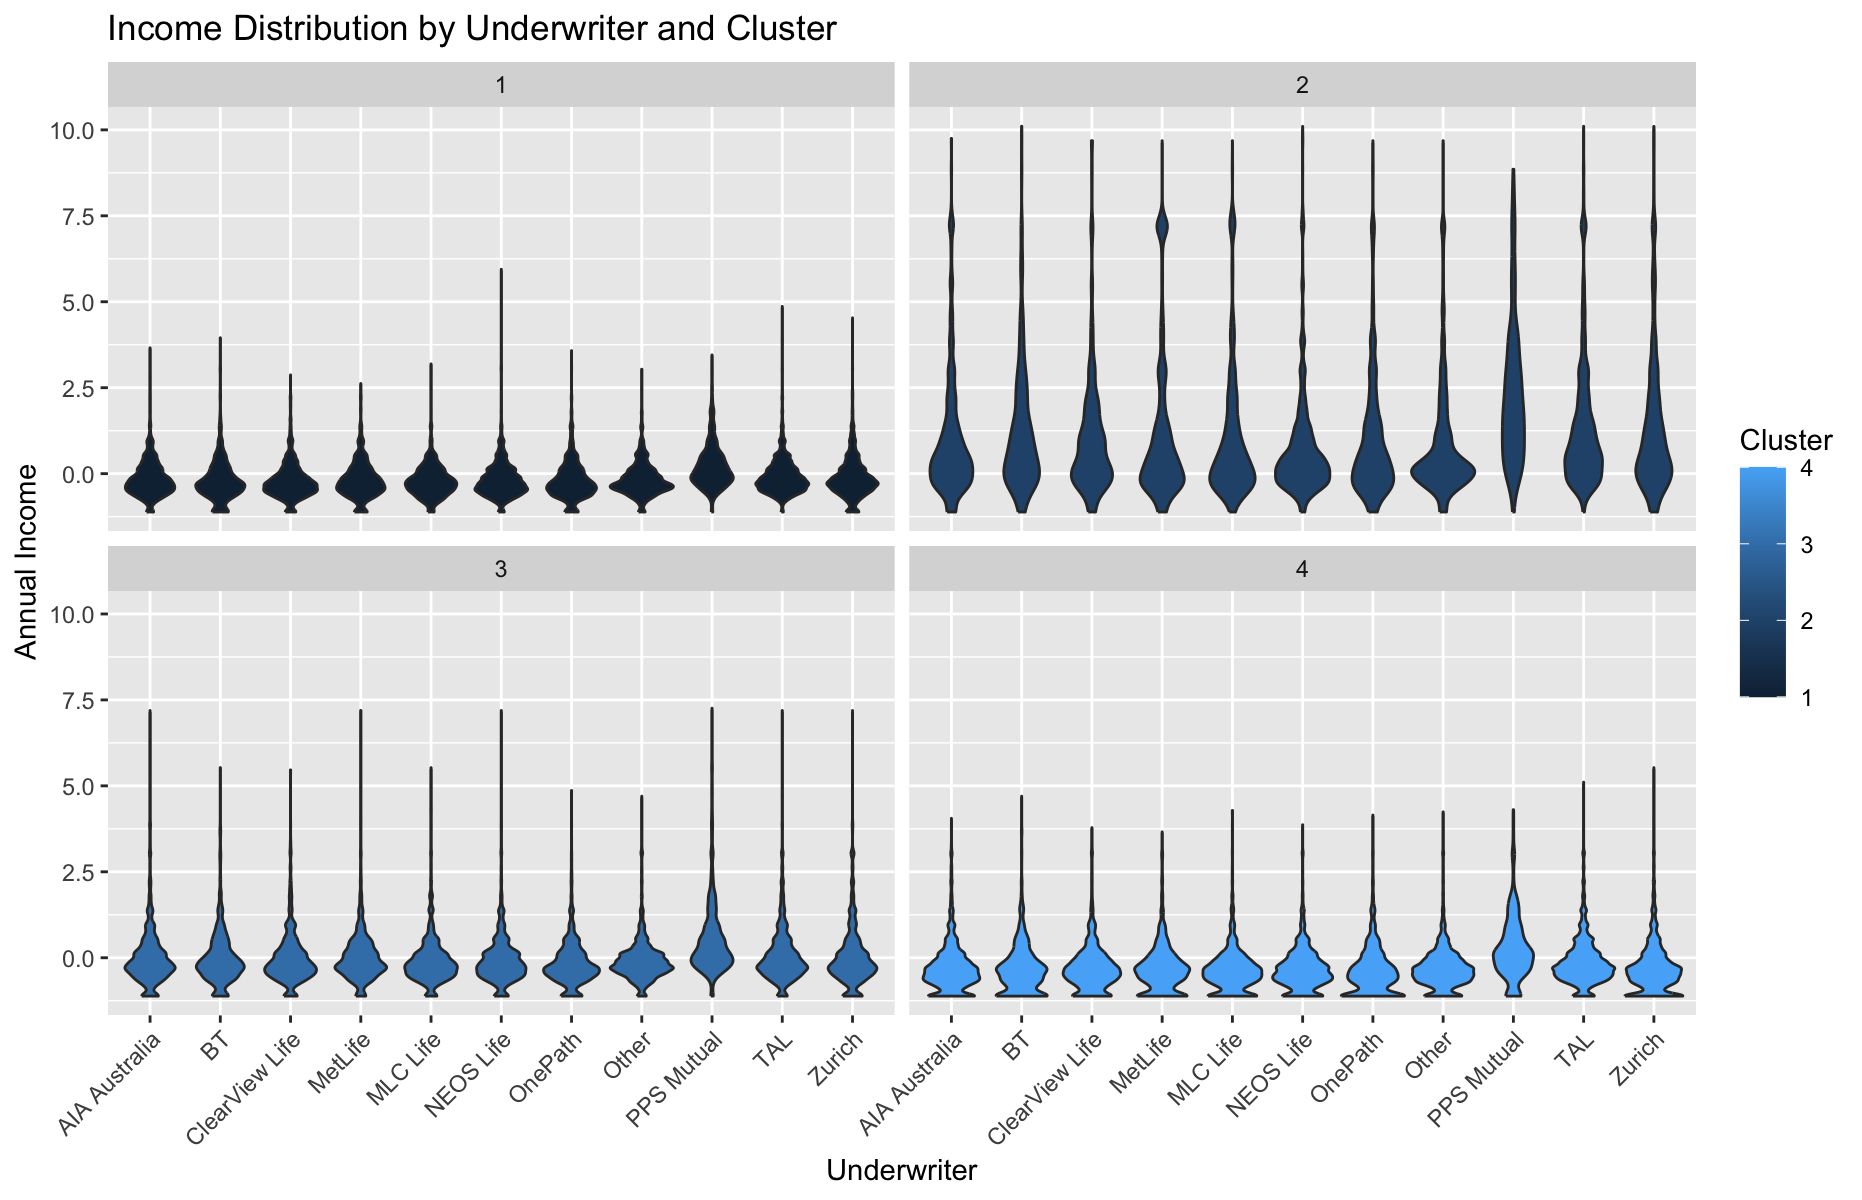 Income Distribution by Underwriter and Cluster
1
2
10.0
7.5
5.0
2.5
0.0
3
4
10.0
7.5
5.0
2.5
0.0
Annual Income
AIA Australia
BT
ClearView Life
MetLife
MLC Life
NEOS Life
OnePath
Other
PPS Mutual
TAL
Zurich
AIA Australia
BT
ClearView Life
MetLife
MLC Life
NEOS Life
OnePath
Other
PPS Mutual
TAL
Zurich
Underwriter
Cluster
4
3
2
1